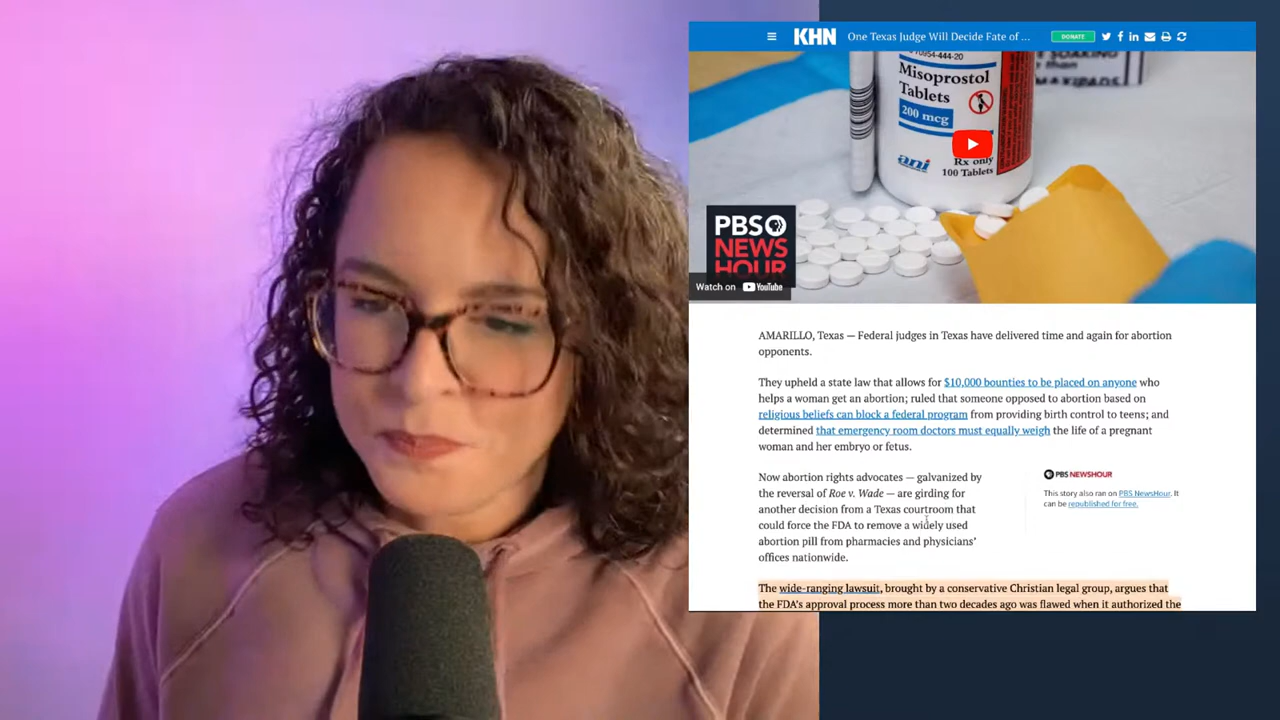 KHN
One Texas Judge Will Decide Fate of ...
DONATE
Misoprostol
Tablets
200 mcg
ani
Rx only
100 Tablets
than
MAXIPADS
PBS
NEWS
HOUR
Watch on YouTube
AMARILLO, Texas — Federal judges in Texas have delivered time and again for abortion
opponents.
They upheld a state law that allows for $10,000 bounties to be placed on anyone who
helps a woman get an abortion; ruled that someone opposed to abortion based on
religious beliefs can block a federal program from providing birth control to teens; and
determined that emergency room doctors must equally weigh the life of a pregnant
woman and her embryo or fetus.
Now abortion rights advocates — galvanized by
the reversal of Roe v. Wade — are girding for
another decision from a Texas courtroom that
could force the FDA to remove a widely used
abortion pill from pharmacies and physicians’
offices nationwide.
PBS NEWSHOUR
This story also ran on PBS NewsHour. It
can be republished for free.
The wide-ranging lawsuit, brought by a conservative Christian legal group, argues that
the FDA’s approval process more than two decades ago was flawed when it authorized the